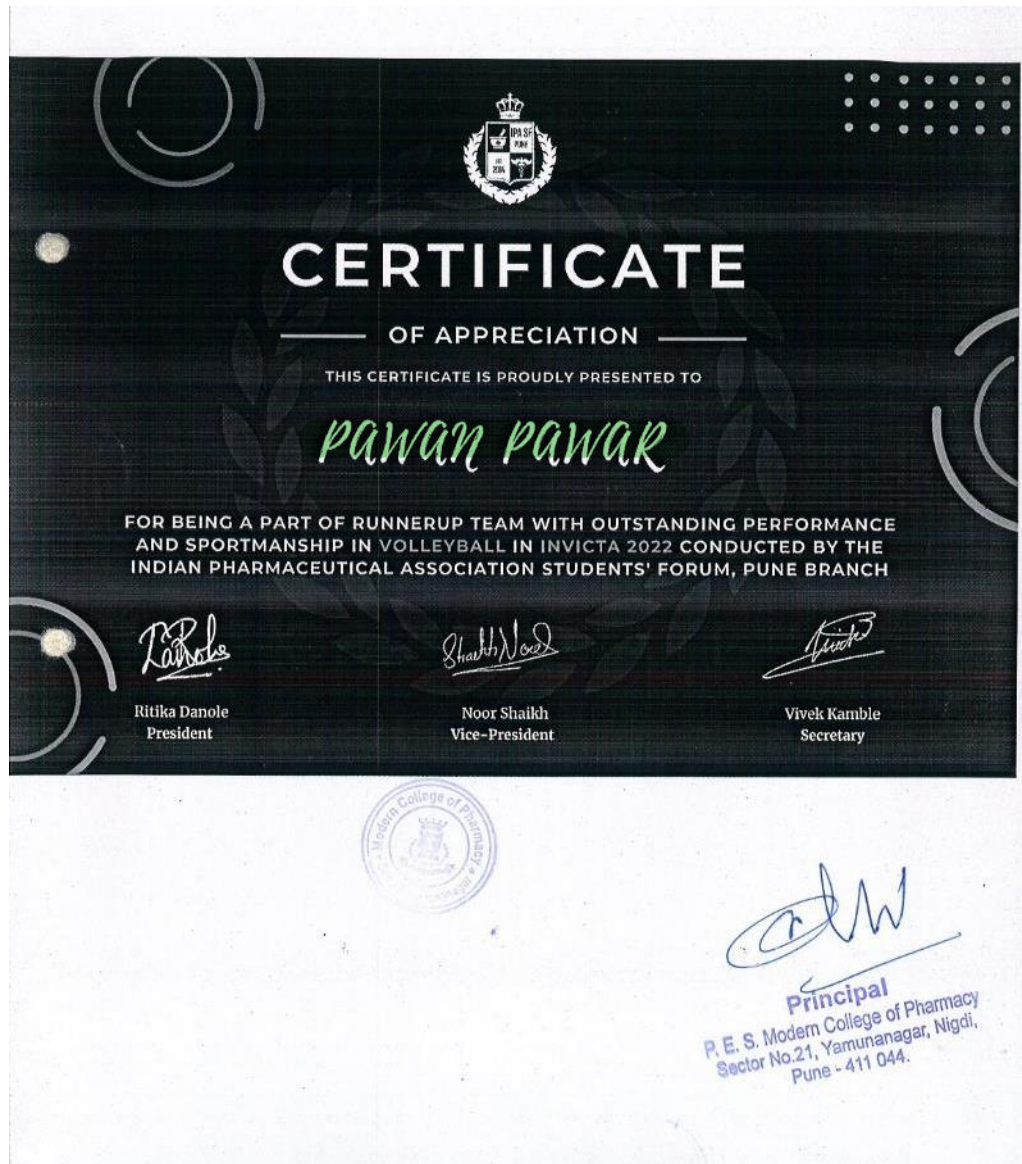 IPA SF
PUNE
CERTIFICATE
OF APPRECIATION
THIS CERTIFICATE IS PROUDLY PRESENTED TO
PAWAN PAWAR
FOR BEING A PART OF RUNNERUP TEAM WITH OUTSTANDING PERFORMANCE
AND SPORTMANSHIP IN VOLLEYBALL IN INVICTA 2022 CONDUCTED BY THE
INDIAN PHARMACEUTICAL ASSOCIATION STUDENTS' FORUM, PUNE BRANCH
Ritika Danole
President
Noor Shaikh
Vice-President
Vivek Kamble
Secretary
Modern College of Pharmacy
Principal
P. E. S. Modern College of Pharmacy
Sector No.21, Yamunanagar, Nigdi,
Pune - 411 044.